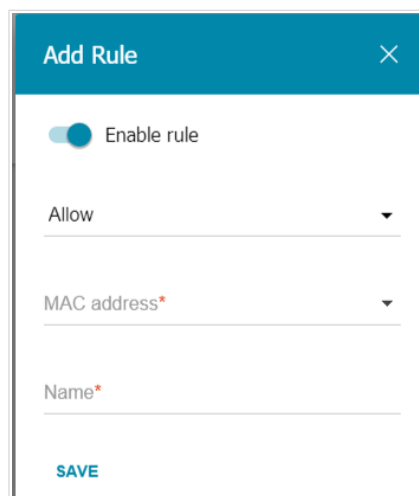 Add Rule
Enable rule
Allow
MAC address*
Name*
SAVE